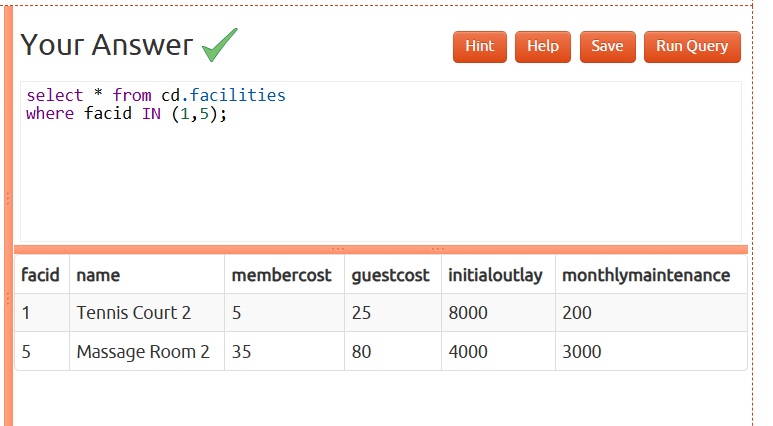 Your Answer
Hint Help Save Run Query
select * from cd.facilities
where facid IN (1,5);
facid name membercost guestcost initialoutlay monthlymaintenance
1 Tennis Court 2 5 25 8000 200
5 Massage Room 2 35 80 4000 3000